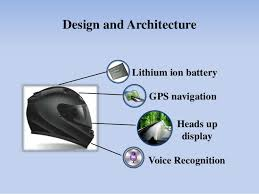 Design and Architecture
Lithium ion battery
GPS navigation
Heads up
display
Voice Recognition